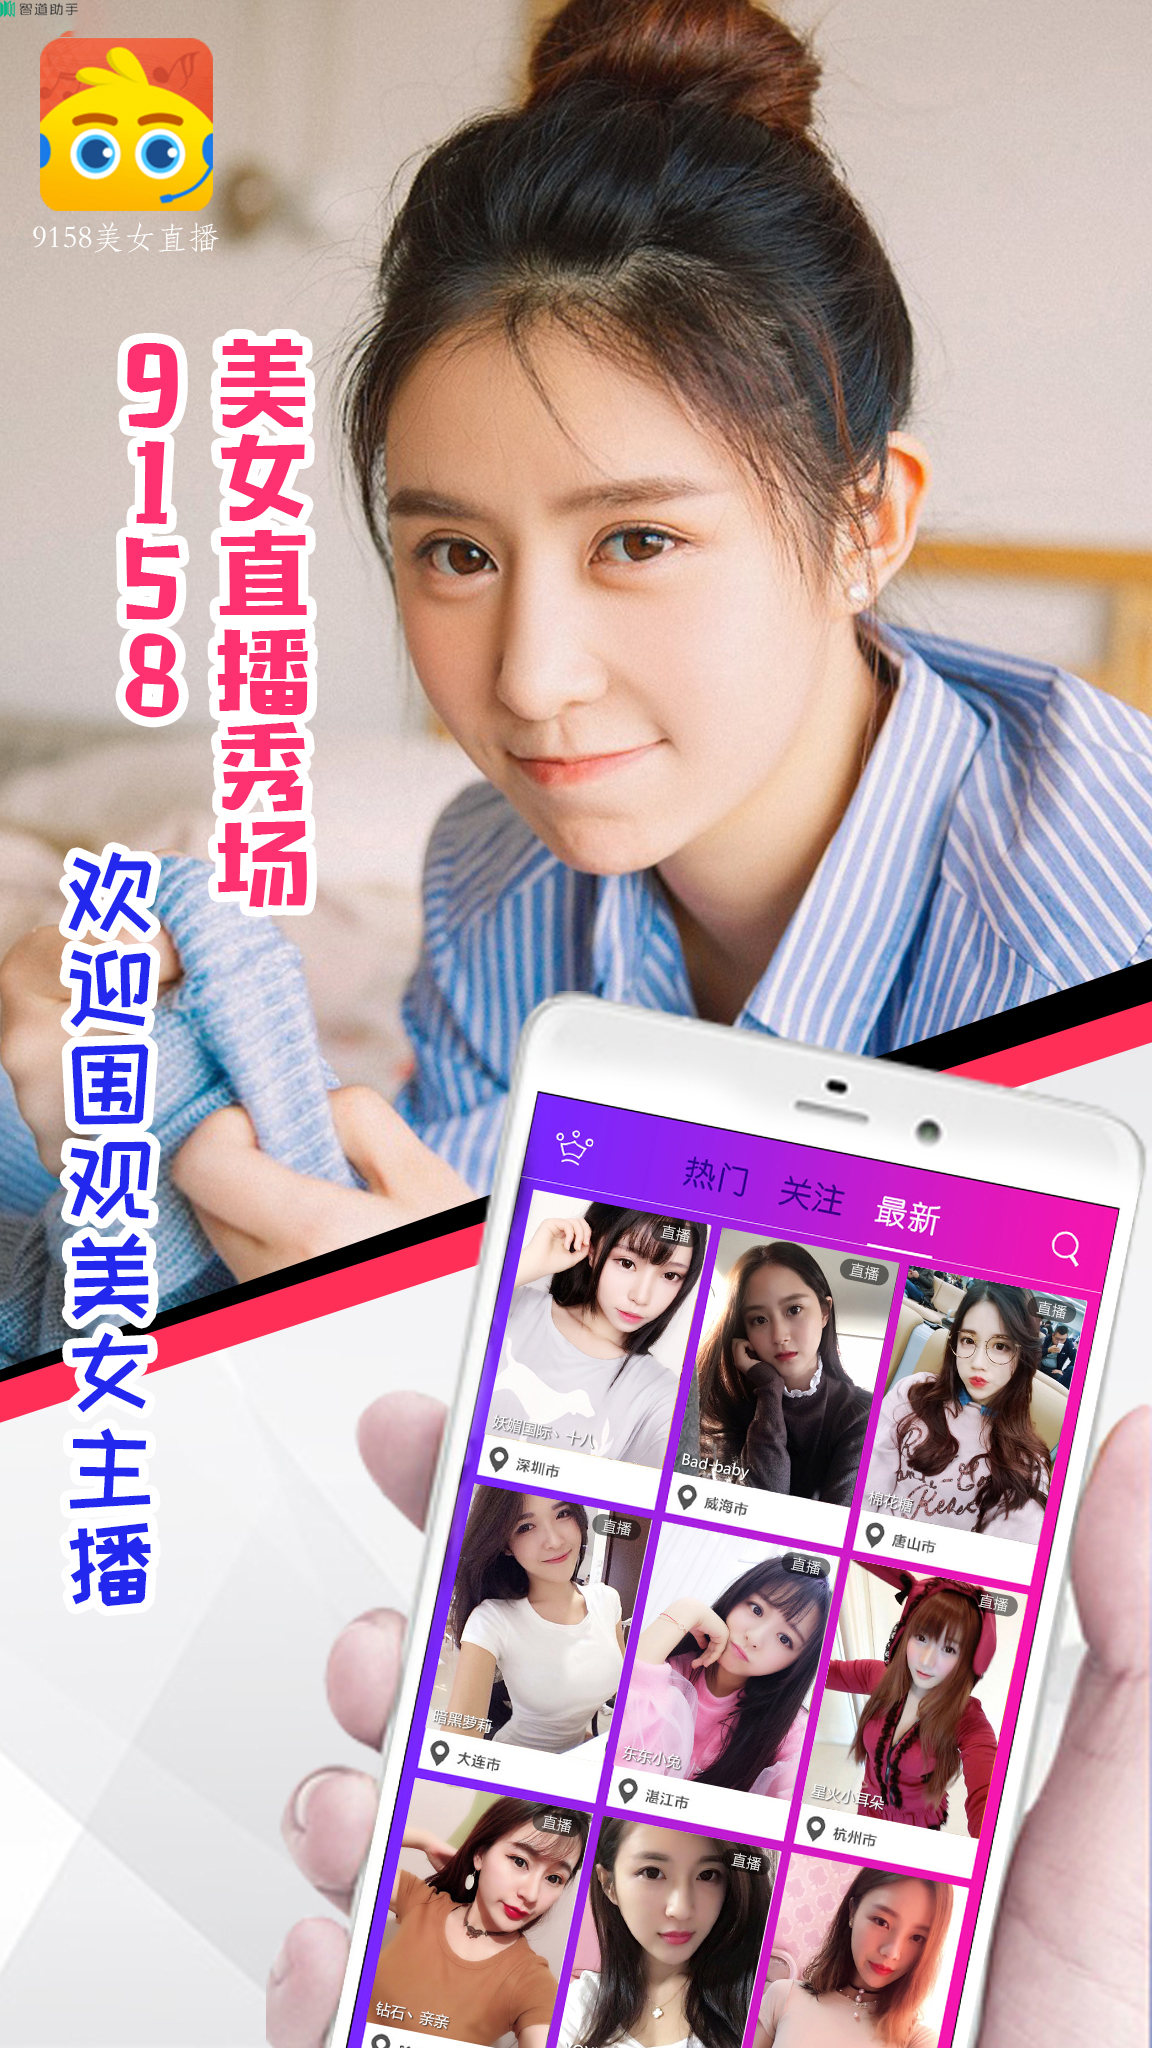 智道助手
9158美女直播
9158
美女直播秀场
欢迎围观美女主播
热门 关注 最新
直播
妖媚国际、十八
深圳市
直播
Bad-baby
威海市
直播
棉花糖
唐山市
直播
暗黑萝莉
大连市
直播
东东小兔
湛江市
直播
星火小耳朵
杭州市
直播
钻石、亲亲
直播